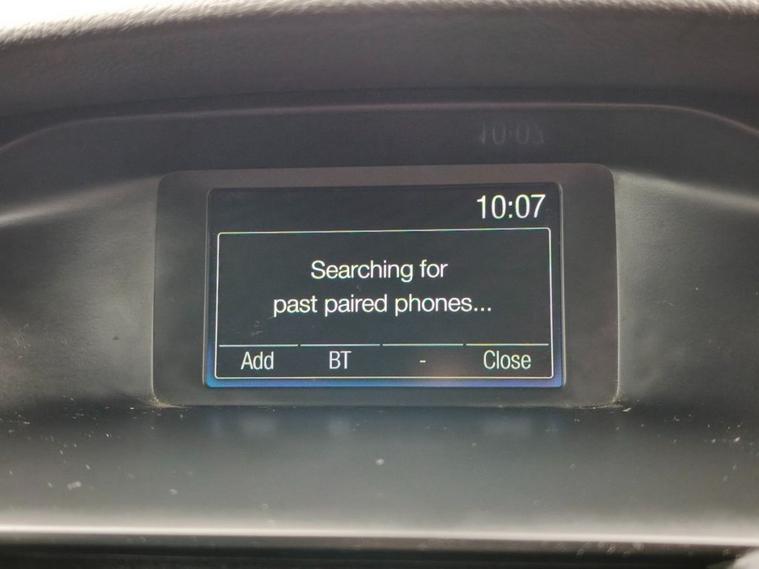 10:07
Searching for
past paired phones...
Add BT - Close